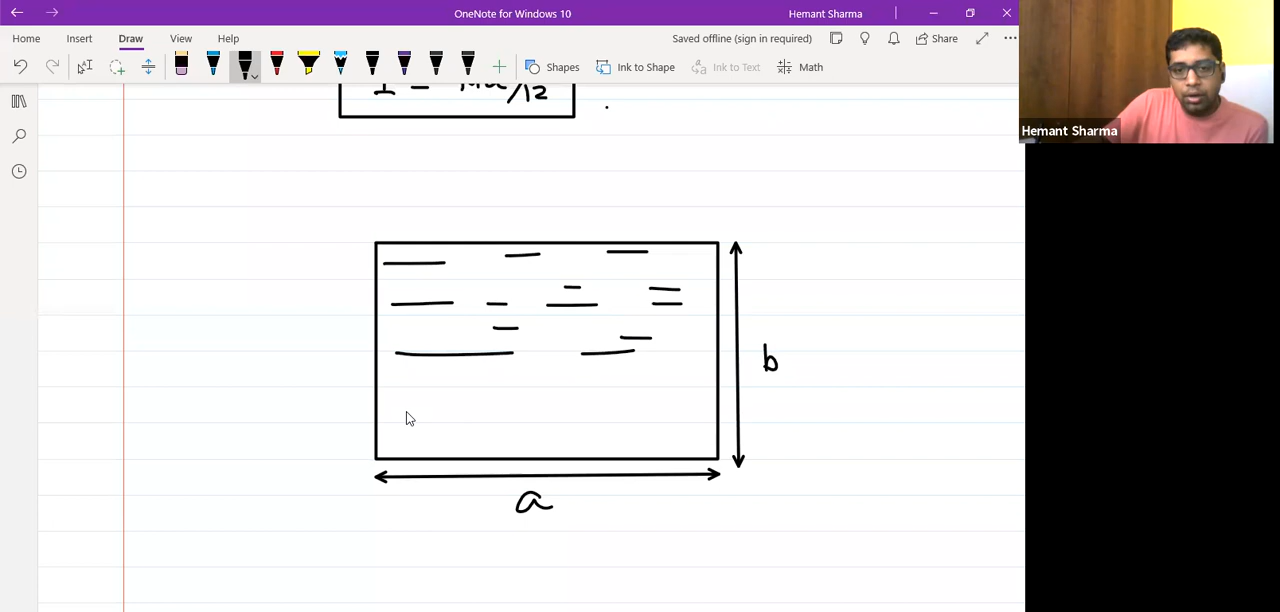 OneNote for Windows 10
Hemant Sharma
Home Insert Draw View Help
Saved offline (sign in required)
Share
Shapes
Ink to Shape
Ink to Text
Math
I = /12
Hemant Sharma
b
a